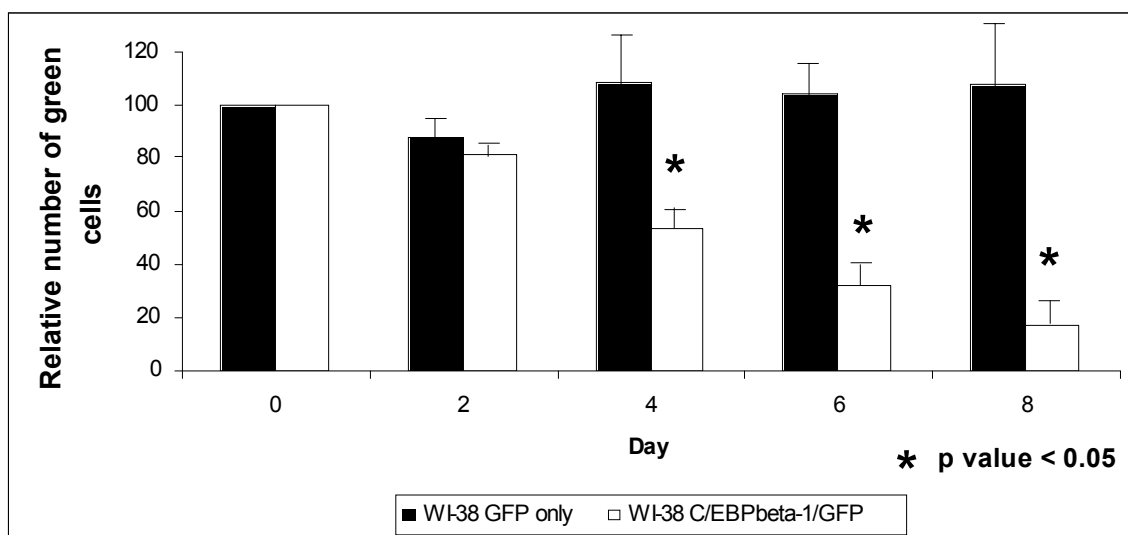 Relative number of green
cells
120
100
80
60
40
20
0
*
*
*
0 2 4 6 8
Day
* p value < 0.05
WI-38 GFP only WI-38 C/EBPbeta-1/GFP